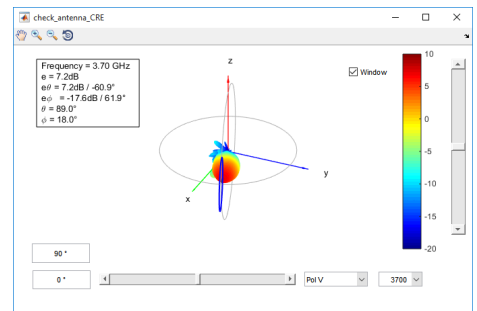 check_antenna_CRE
Frequency = 3.70 GHz
e = 7.2dB
eθ = 7.2dB / -60.9°
eϕ = -17.6dB / 61.9°
θ = 89.0°
ϕ = 18.0°
z
y
x
Window
10
5
0
-5
-10
-15
-20
90 °
0 °
Pol V
3700